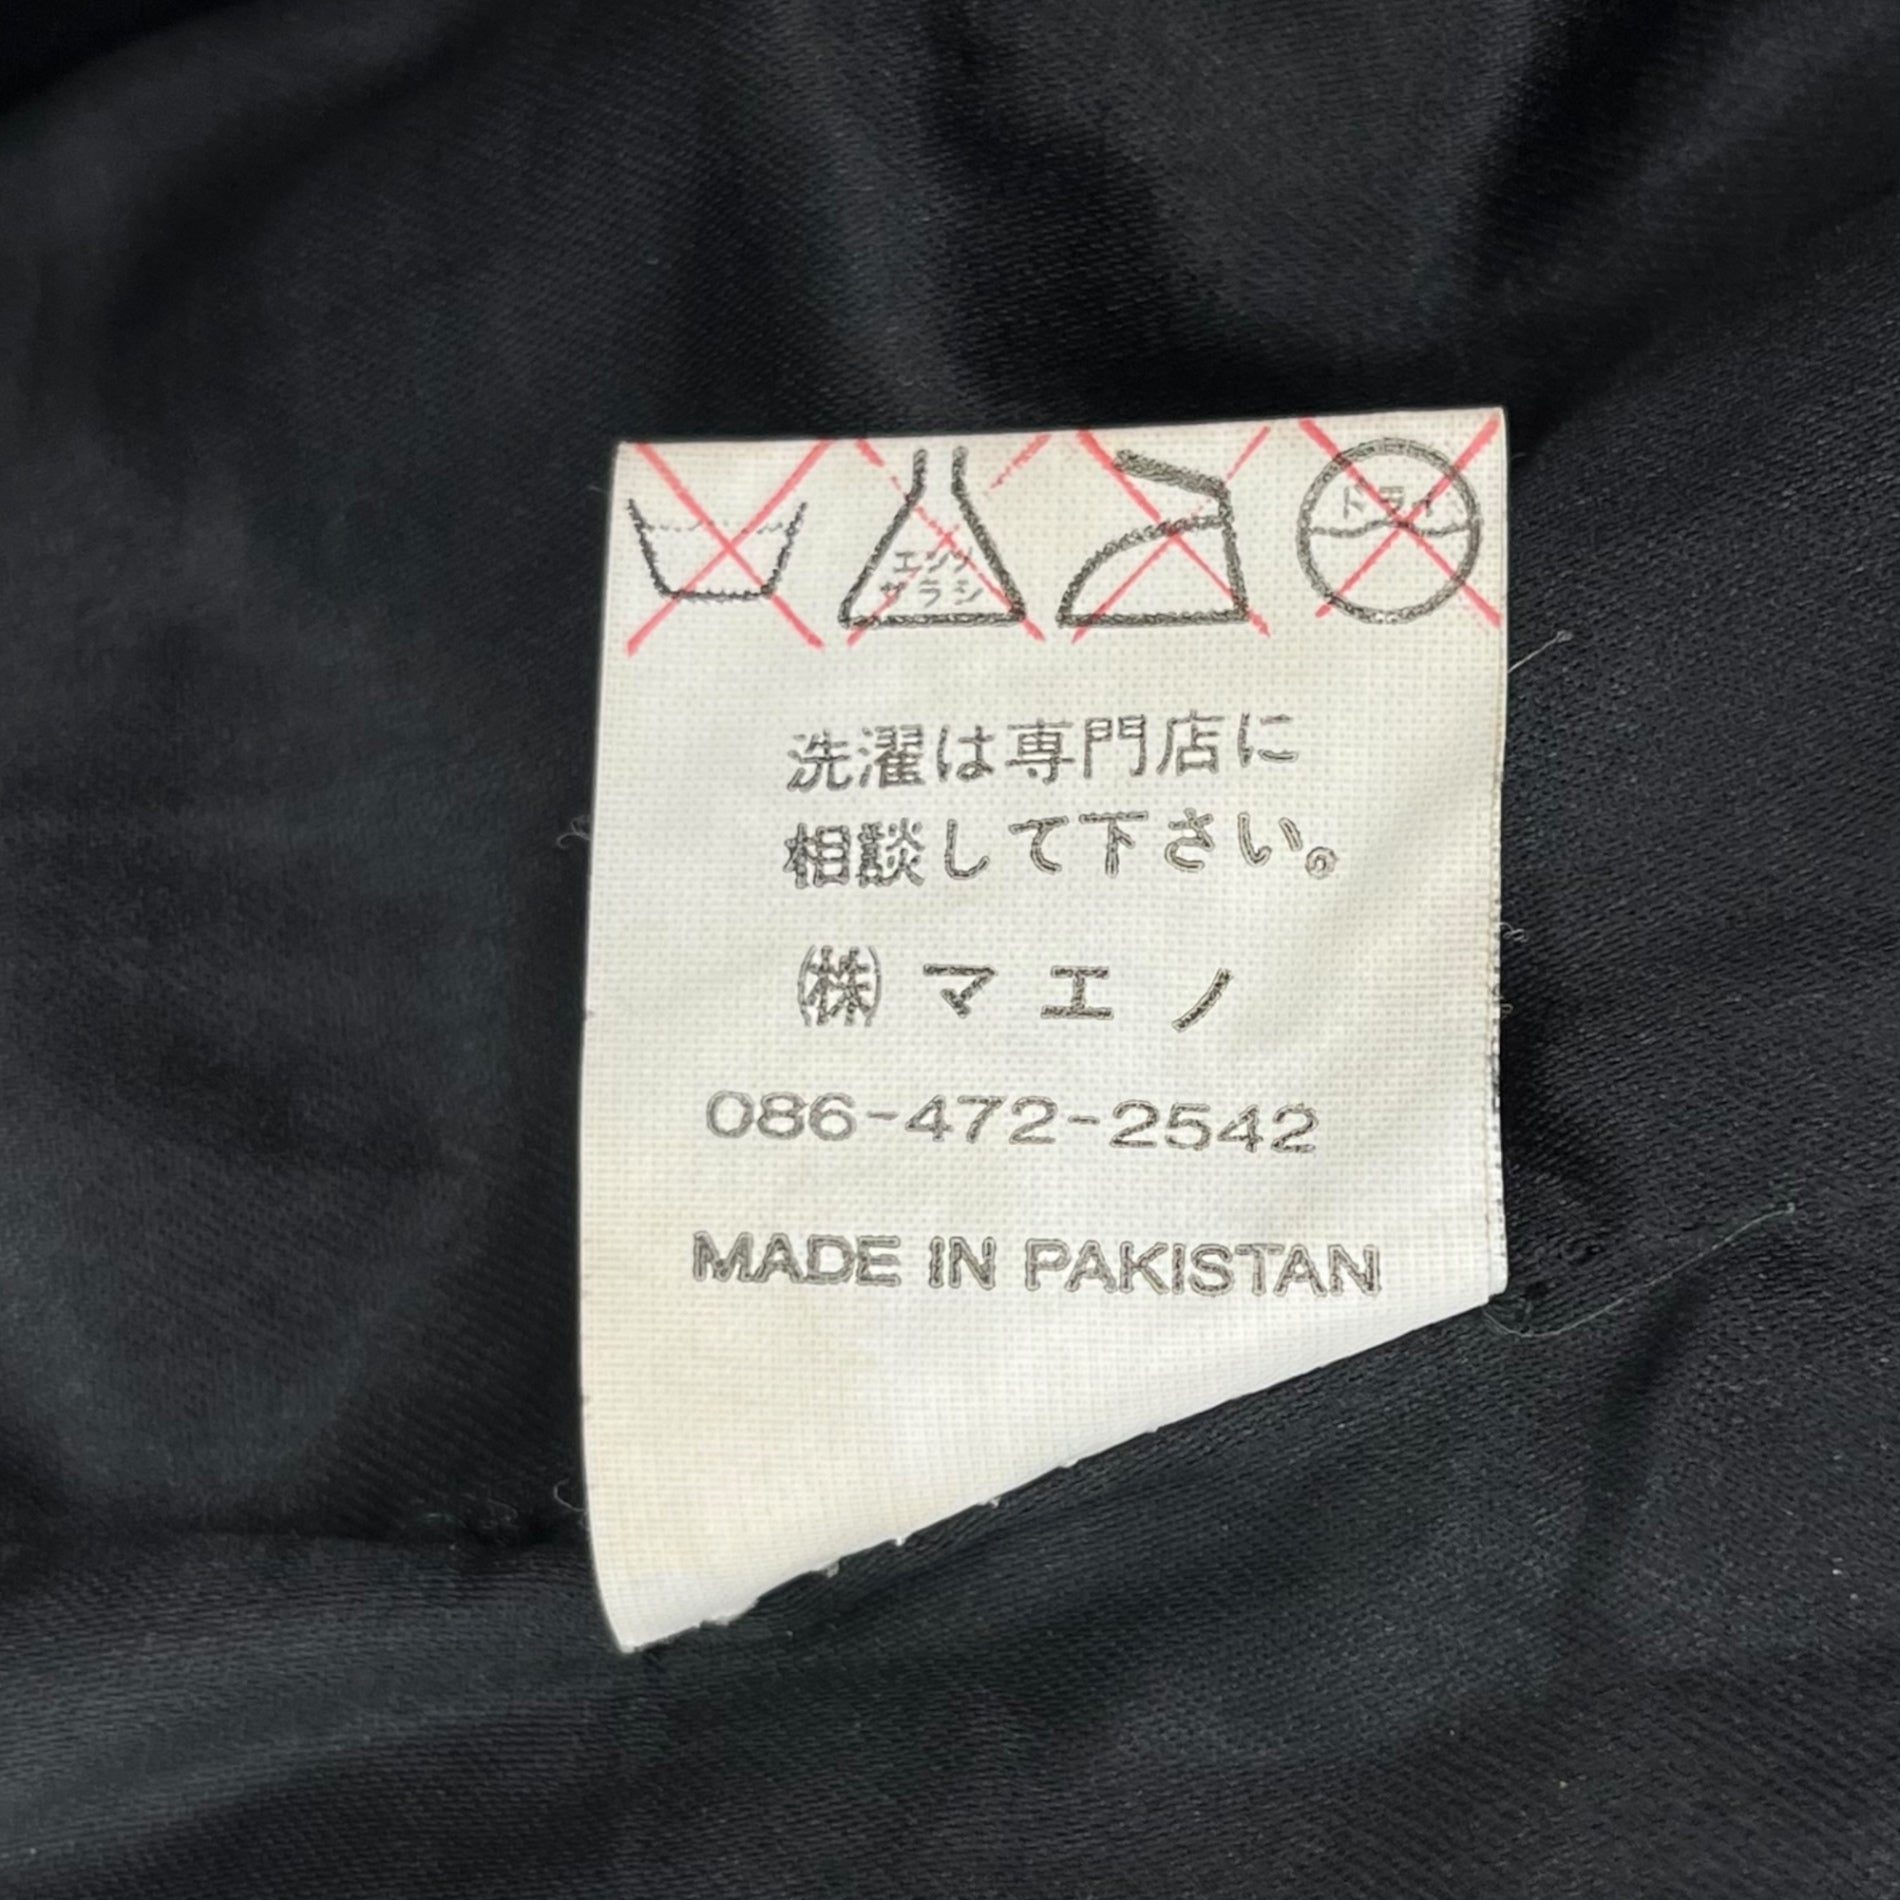 エンソ ドライ
サラシ
洗濯は専門店に
相談して下さい。
㈱マエノ
086-472-2542
MADE IN PAKISTAN